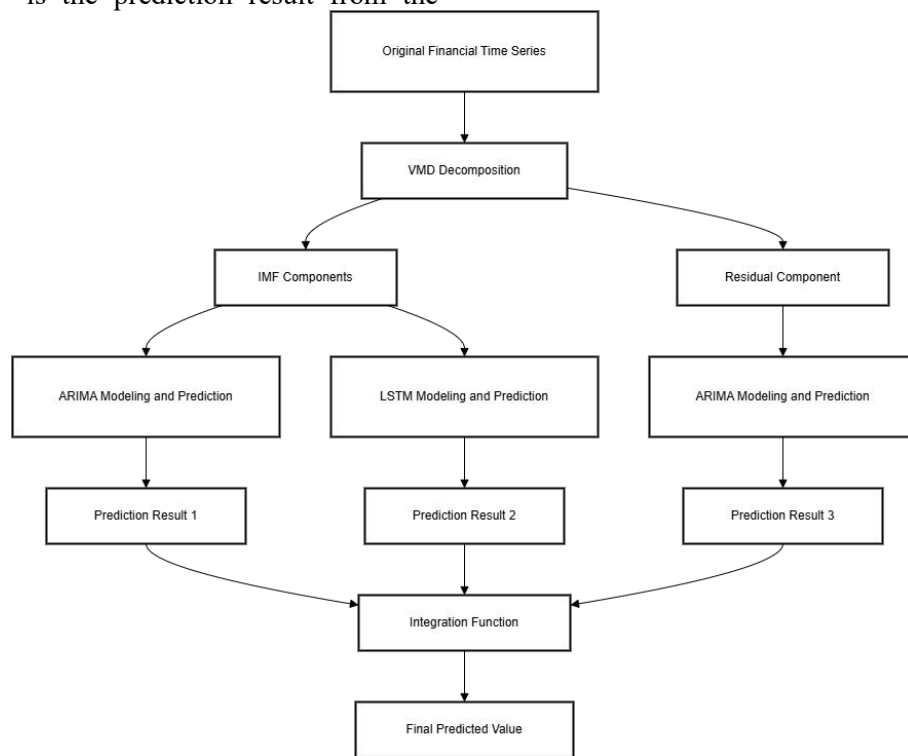 is the prediction result from the
Original Financial Time Series
VMD Decomposition
IMF Components
Residual Component
ARIMA Modeling and Prediction
LSTM Modeling and Prediction
ARIMA Modeling and Prediction
Prediction Result 1
Prediction Result 2
Prediction Result 3
Integration Function
Final Predicted Value